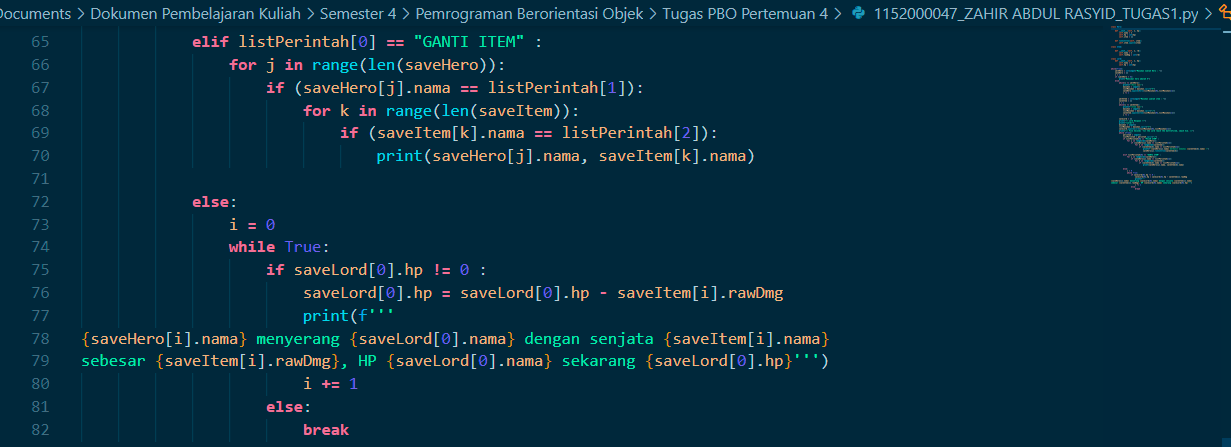 Documents > Dokumen Pembelajaran Kuliah > Semester 4 > Pemrograman Berorientasi Objek > Tugas PBO Pertemuan 4 > 1152000047_ZAHIR ABDUL RASYID_TUGAS1.py >
65 elif listPerintah[0] == "GANTI ITEM" :
66 for j in range(len(saveHero)):
67 if (saveHero[j].nama == listPerintah[1]):
68 for k in range(len(saveItem)):
69 if (saveItem[k].nama == listPerintah[2]):
70 print(saveHero[j].nama, saveItem[k].nama)
71
72 else:
73 i = 0
74 while True:
75 if saveLord[0].hp != 0 :
76 saveLord[0].hp = saveLord[0].hp - saveItem[i].rawDmg
77 print(f'''
78 {saveHero[i].nama} menyerang {saveLord[0].nama} dengan senjata {saveItem[i].nama}
79 sebesar {saveItem[i].rawDmg}, HP {saveLord[0].nama} sekarang {saveLord[0].hp}''')
80 i += 1
81 else:
82 break